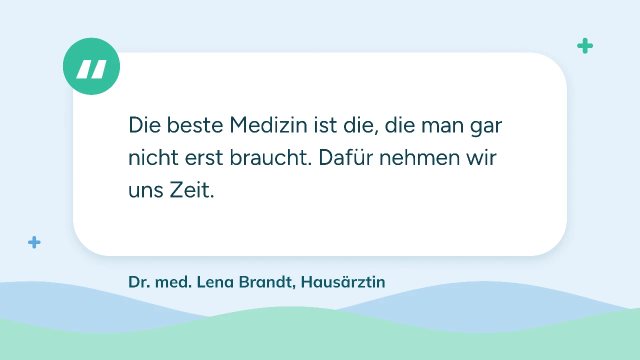 Die beste Medizin ist die, die man gar
nicht erst braucht. Dafür nehmen wir
uns Zeit.
Dr. med. Lena Brandt, Hausärztin